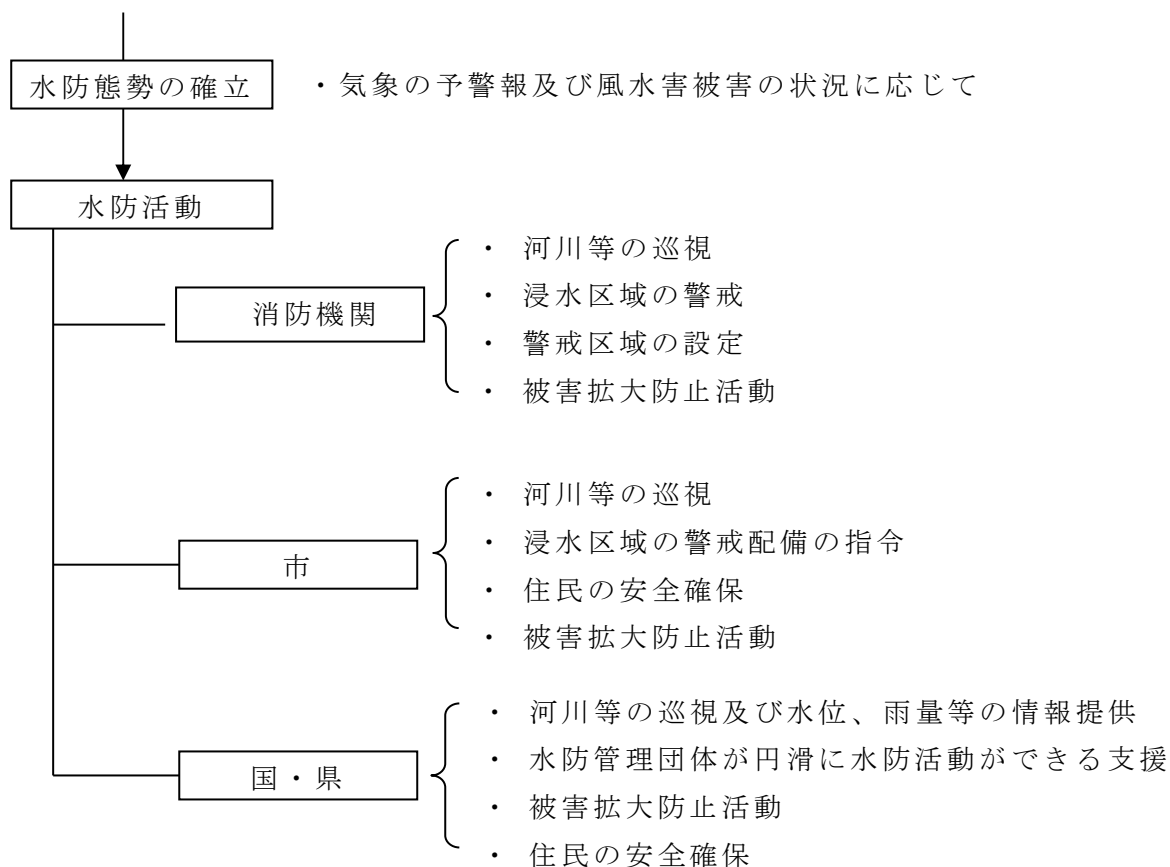 水防態勢の確立 ・気象の予警報及び風水害被害の状況に応じて
水防活動
消防機関
・ 河川等の巡視
・ 浸水区域の警戒
・ 警戒区域の設定
・ 被害拡大防止活動
市
・ 河川等の巡視
・ 浸水区域の警戒配備の指令
・ 住民の安全確保
・ 被害拡大防止活動
国・県
・ 河川等の巡視及び水位、雨量等の情報提供
・ 水防管理団体が円滑に水防活動ができる支援
・ 被害拡大防止活動
・ 住民の安全確保